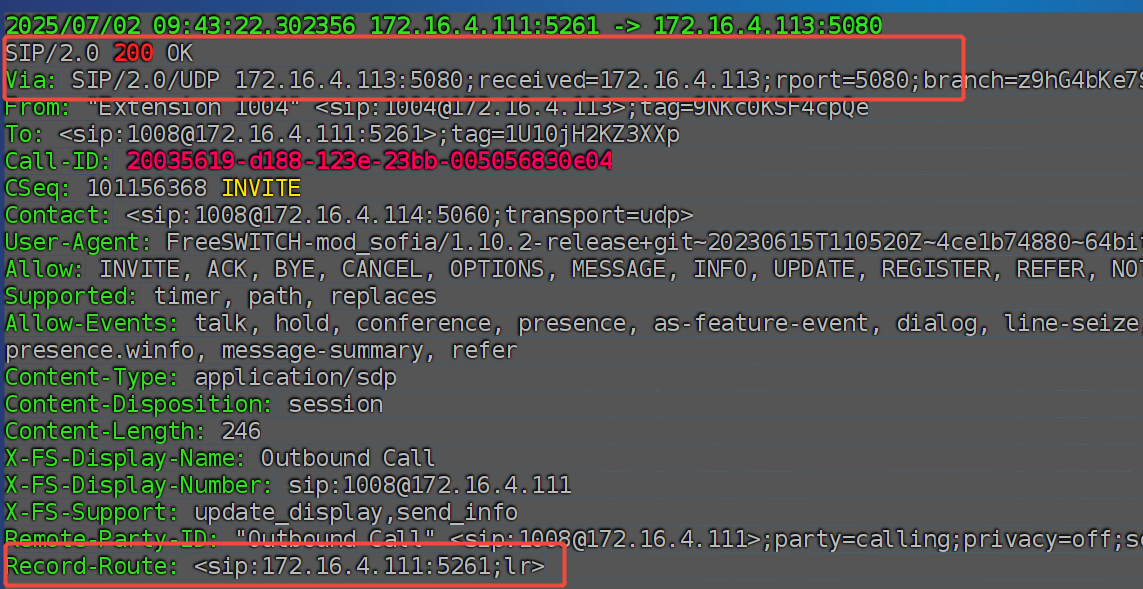 2025/07/02 09:43:22.302356 172.16.4.111:5261 -> 172.16.4.113:5080
SIP/2.0 200 OK
Via: SIP/2.0/UDP 172.16.4.113:5080;received=172.16.4.113;rport=5080;branch=z9hG4bKe7S
From: "Extension 1004" <sip:1004@172.16.4.113>;tag=9NKc0KSF4cpQe
To: <sip:1008@172.16.4.111:5261>;tag=1U10jH2KZ3XXp
Call-ID: 20035619-d188-123e-23bb-005056830e04
CSeq: 101156368 INVITE
Contact: <sip:1008@172.16.4.114:5060;transport=udp>
User-Agent: FreeSWITCH-mod_sofia/1.10.2-release+git~20230615T110520Z~4ce1b74880~64bit
Allow: INVITE, ACK, BYE, CANCEL, OPTIONS, MESSAGE, INFO, UPDATE, REGISTER, REFER, NOT
Supported: timer, path, replaces
Allow-Events: talk, hold, conference, presence, as-feature-event, dialog, line-seize
presence.winfo, message-summary, refer
Content-Type: application/sdp
Content-Disposition: session
Content-Length: 246
X-FS-Display-Name: Outbound Call
X-FS-Display-Number: sip:1008@172.16.4.111
X-FS-Support: update_display,send_info
Remote-Party-ID: "Outbound Call" <sip:1008@172.16.4.111>;party=calling;privacy=off;sc
Record-Route: <sip:172.16.4.111:5261;lr>